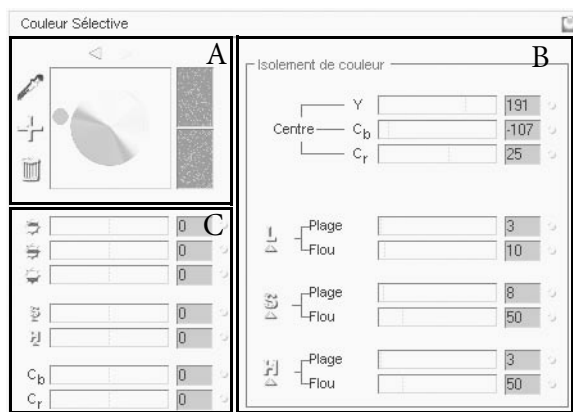 Couleur Sélective
A
B
Isolement de couleur
Y 191
Centre Cb -107
Cr 25
L Plage 3
Flou 10
S Plage 8
Flou 50
H Plage 3
Flou 50
C
0
0
0
S 0
H 0
Cb 0
Cr 0